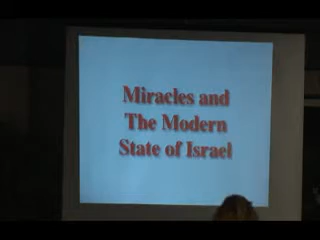 Miracles and
The Modern
State of Israel